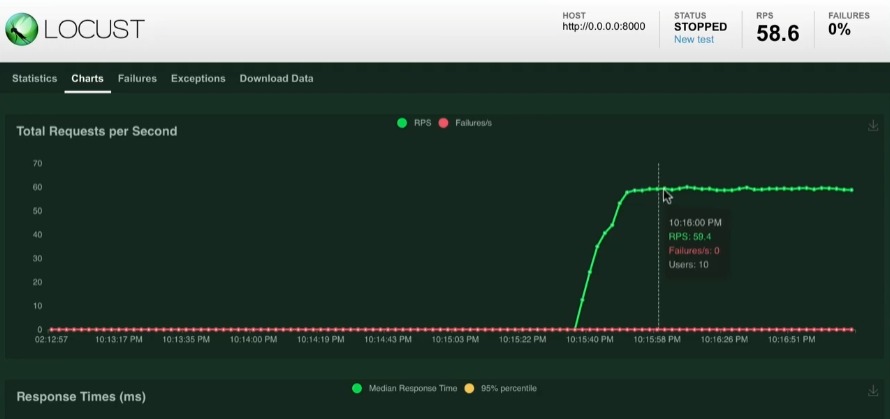 LOCUST
HOST
http://0.0.0.0:8000
STATUS
STOPPED
New test
RPS
58.6
FAILURES
0%
Statistics Charts Failures Exceptions Download Data
Total Requests per Second
RPS Failures/s
70
60
50
40
30
20
10
0
10:16:00 PM
RPS: 59.4
Failures/s: 0
Users: 10
02:12:57 10:13:17 PM 10:13:35 PM 10:14:00 PM 10:14:19 PM 10:14:43 PM 10:15:03 PM 10:15:22 PM 10:15:40 PM 10:15:58 PM 10:16:26 PM 10:16:51 PM
Response Times (ms)
Median Response Time 95% percentile